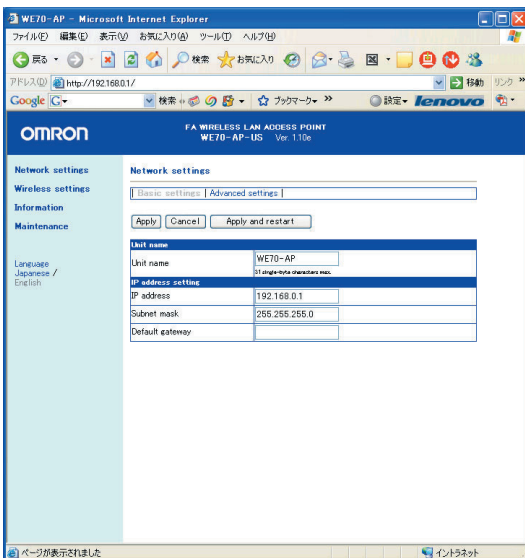 WE70-AP - Microsoft Internet Explorer
ファイル(F) 編集(E) 表示(V) お気に入り(A) ツール(T) ヘルプ(H)
戻る 検索 お気に入り
アドレス(D) http://192.168.0.1/ 移動 リンク »
Google G 検索 ブックマーク » 設定 lenovo
OMRON
FA WIRELESS LAN ACCESS POINT
WE70-AP-US Ver. 1.10e
Network settings
Wireless settings
Information
Maintenance
Language
Japanese /
English
Network settings
| Basic settings | Advanced settings |
Apply Cancel Apply and restart
Unit name
Unit name WE70-AP
31 single-byte characters max.
IP address setting
IP address 192.168.0.1
Subnet mask 255.255.255.0
Default gateway
ページが表示されました イントラネット